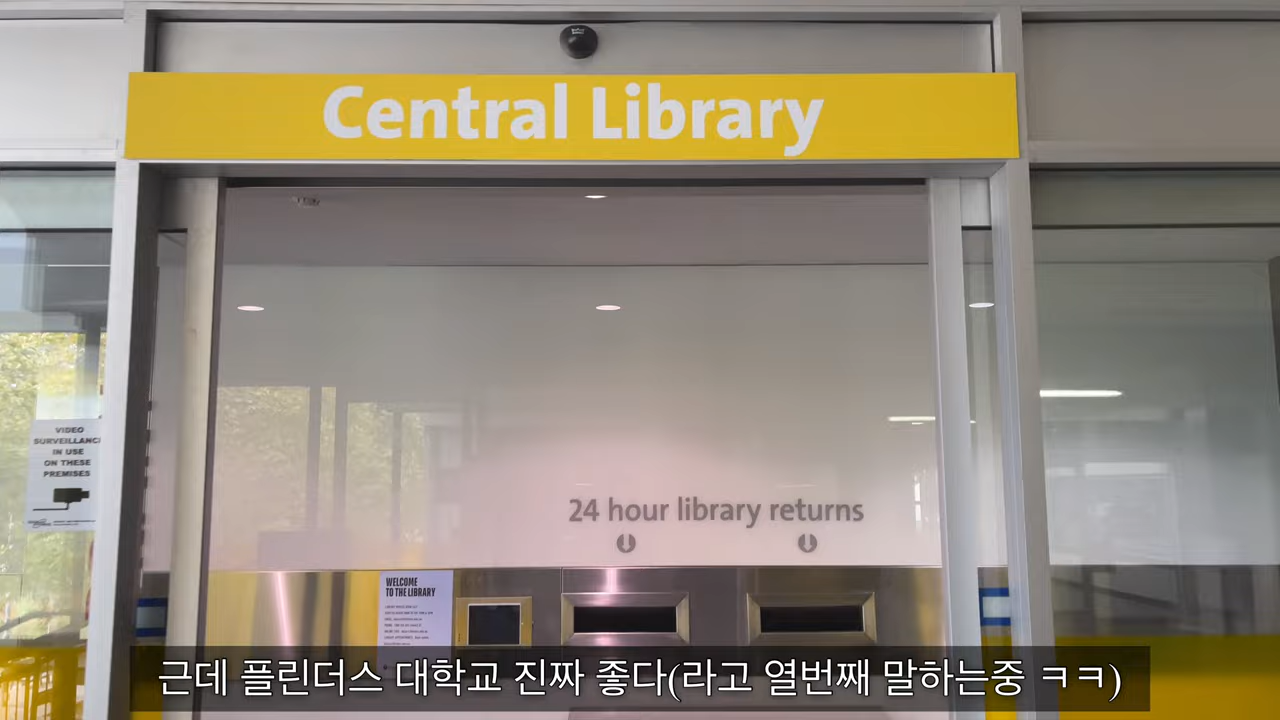 Central Library
VIDEO
SURVEILLANCE
IN USE
ON THESE
PREMISES
24 hour library returns
WELCOME
TO THE LIBRARY
근데 플린더스 대학교 진짜 좋다(라고 열번째 말하는중 ㅋㅋ)